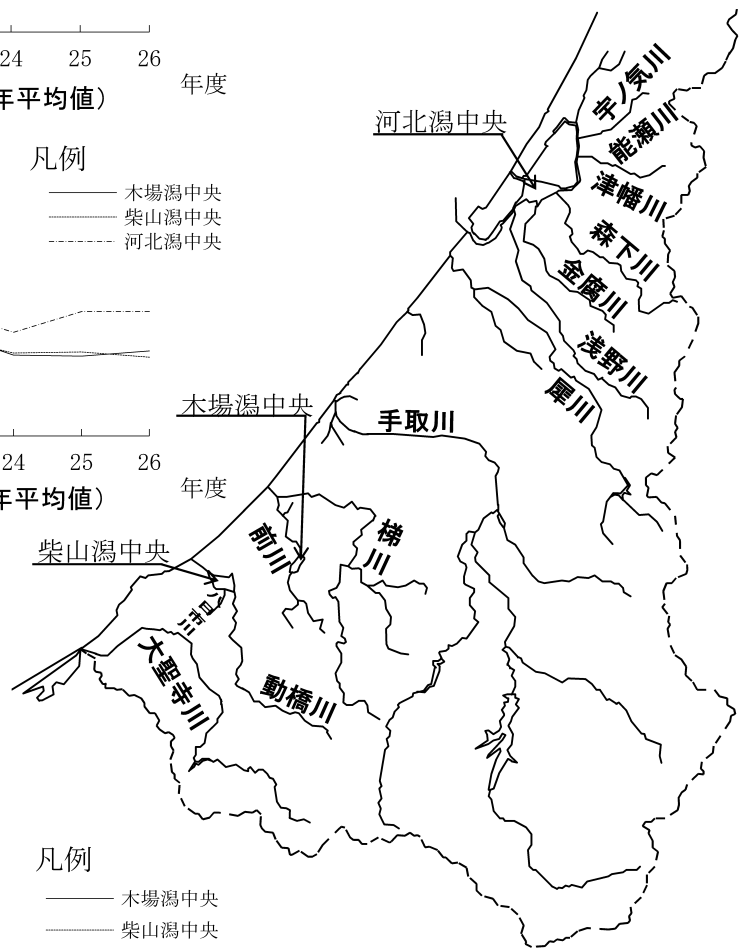 24 25 26
年度
年平均値）
凡例
木場潟中央
柴山潟中央
河北潟中央
24 25 26
年度
年平均値）
河北潟中央
宇ノ気川
能瀬川
津幡川
森下川
金腐川
浅野川
犀川
木場潟中央
手取川
前川
梯川
柴山潟中央
八日市川
大聖寺川
動橋川
凡例
木場潟中央
柴山潟中央